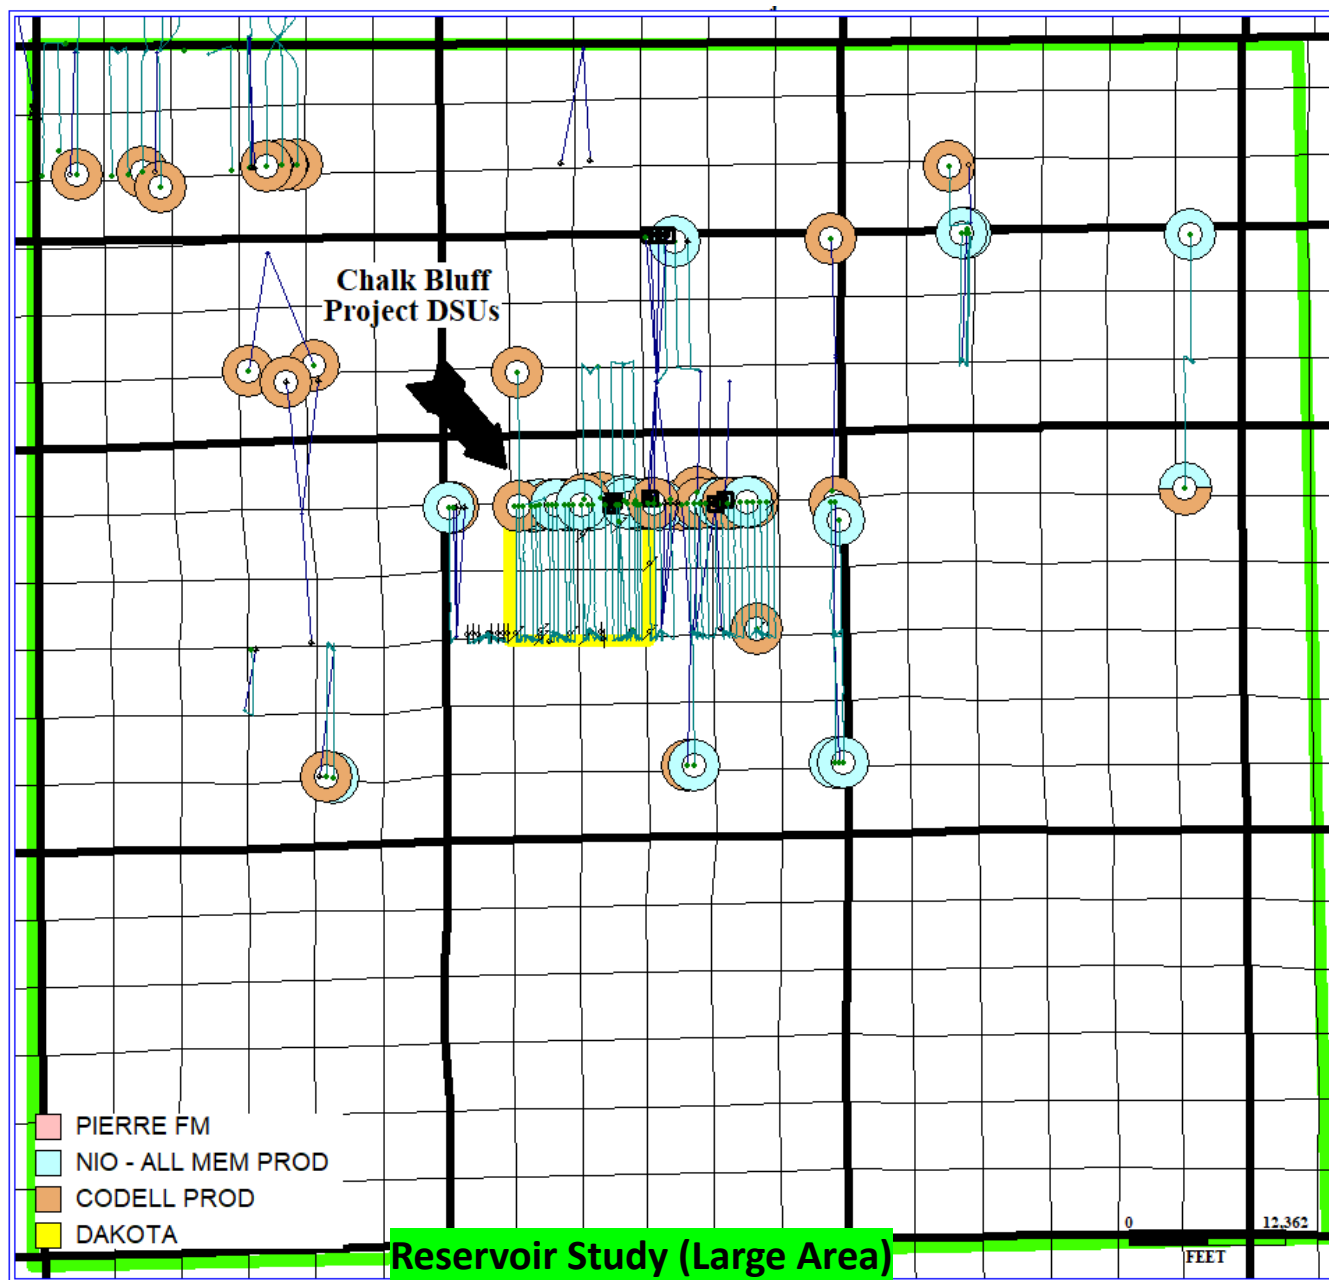 Chalk Bluff
Project DSUs
PIERRE FM
NIO - ALL MEM PROD
CODELL PROD
DAKOTA
Reservoir Study (Large Area)
0 12,362
FEET